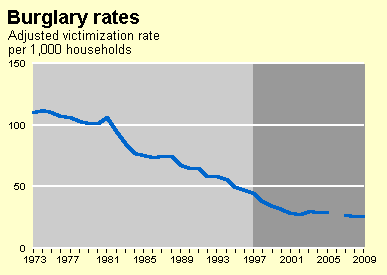 Burglary rates
Adjusted victimization rate
per 1,000 households
150
100
50
0
1973 1977 1981 1985 1989 1993 1997 2001 2005 2009